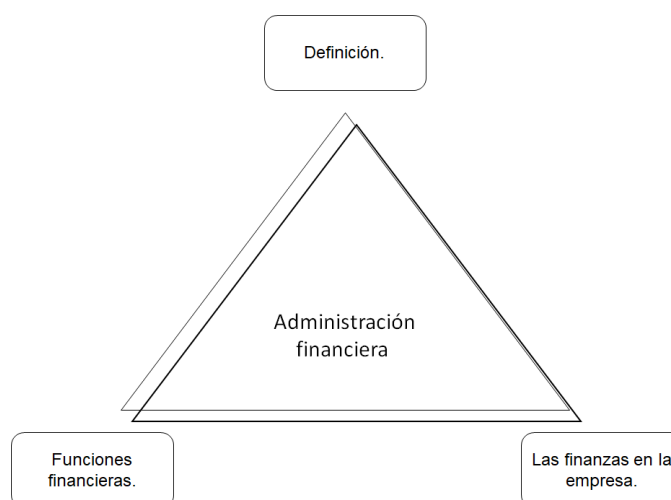 Definición.
Administración
financiera
Funciones
financieras.
Las finanzas en la
empresa.